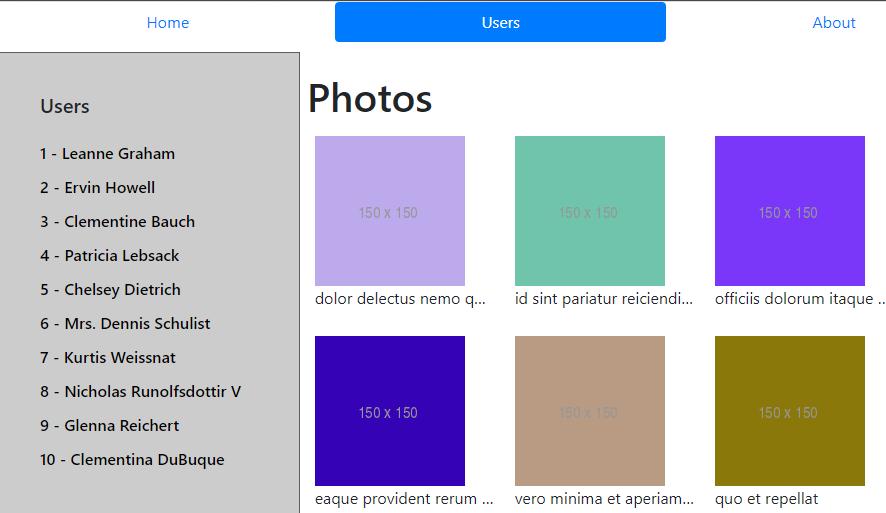 Home Users About
Users
1 - Leanne Graham
2 - Ervin Howell
3 - Clementine Bauch
4 - Patricia Lebsack
5 - Chelsey Dietrich
6 - Mrs. Dennis Schulist
7 - Kurtis Weissnat
8 - Nicholas Runolfsdottir V
9 - Glenna Reichert
10 - Clementina DuBuque
Photos
150 x 150 150 x 150 150 x 150
dolor delectus nemo q... id sint pariatur reiciendi... officiis dolorum itaque ...
150 x 150 150 x 150 150 x 150
eaque provident rerum ... vero minima et aperiam... quo et repellat